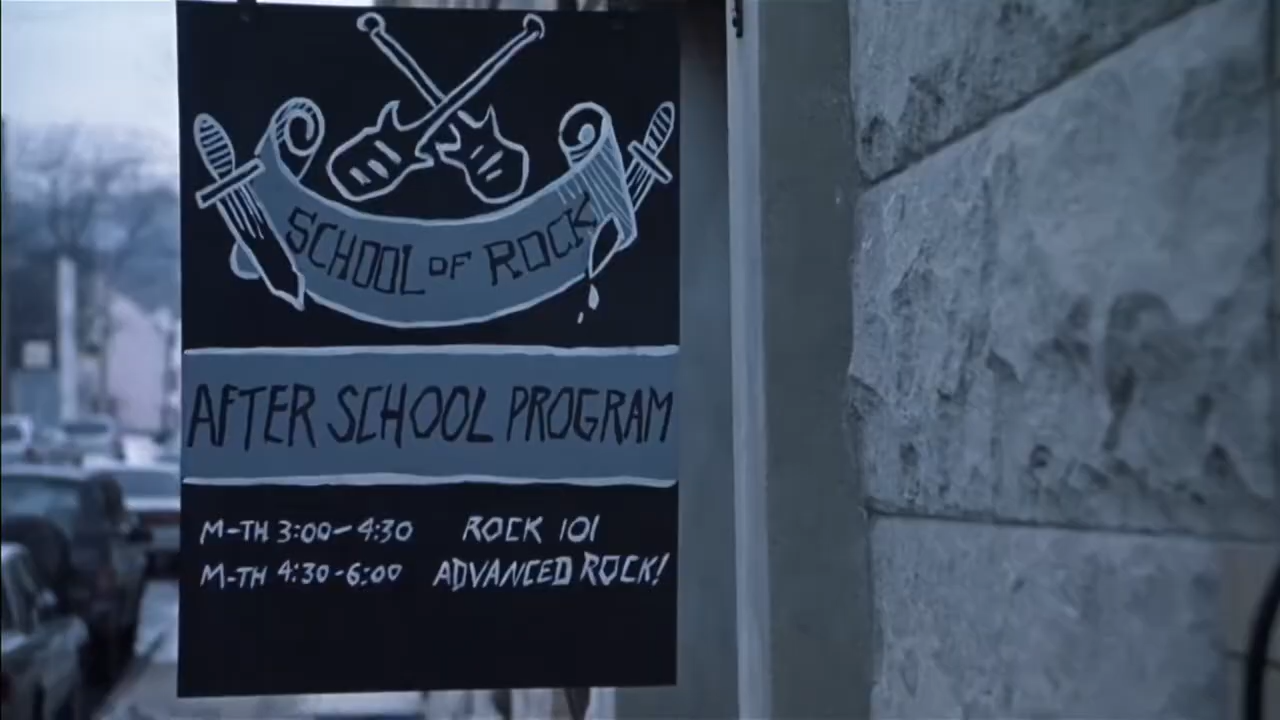 SCHOOL OF ROCK
AFTER SCHOOL PROGRAM
M-TH 3:00-4:30 ROCK 101
M-TH 4:30-6:00 ADVANCED ROCK!